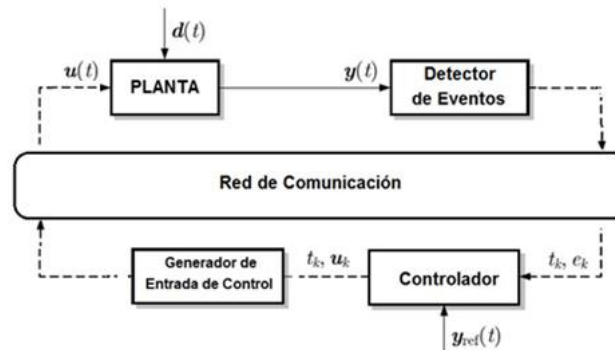 d(t)
u(t)
PLANTA
y(t)
Detector
de Eventos
Red de Comunicación
Generador de
Entrada de Control
t_k, u_k
Controlador
t_k, e_k
y_ref(t)